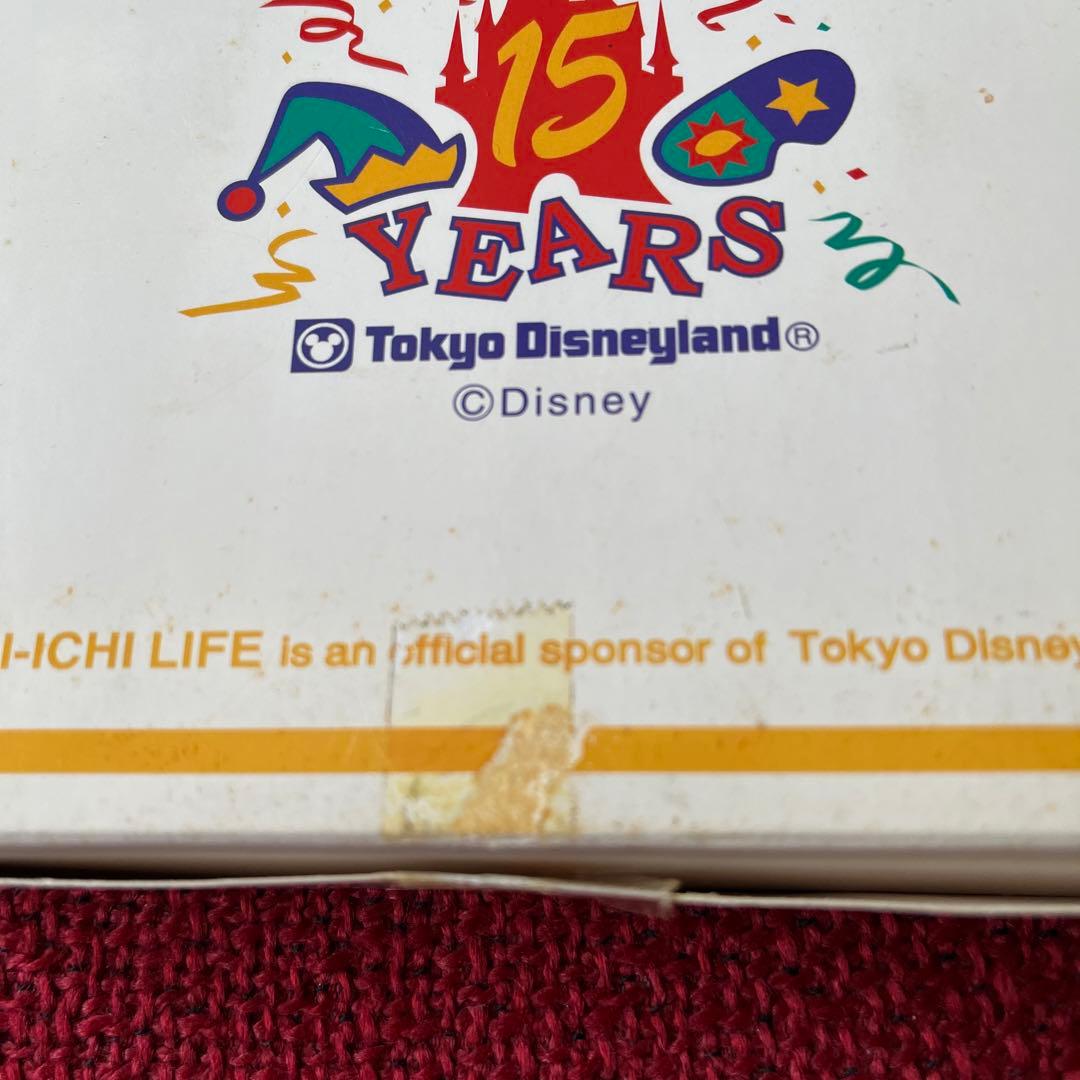 15
YEARS
Tokyo Disneyland®
©Disney
I-ICHI LIFE is an official sponsor of Tokyo Disney